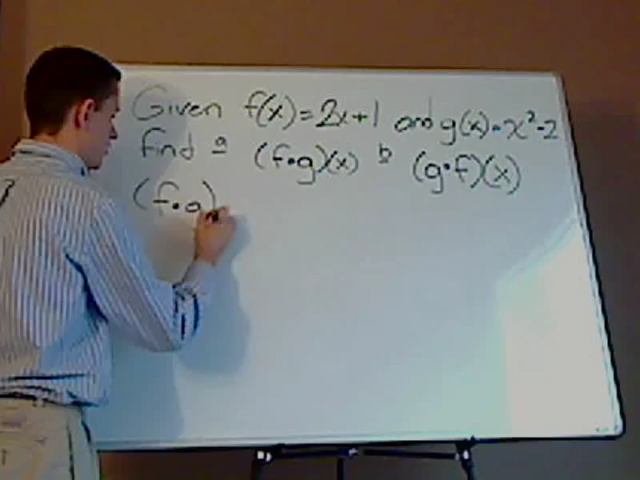 Given f(x)=2x+1 and g(x)=x²-2
Find a (f∘g)(x) b (g∘f)(x)
(f∘g)